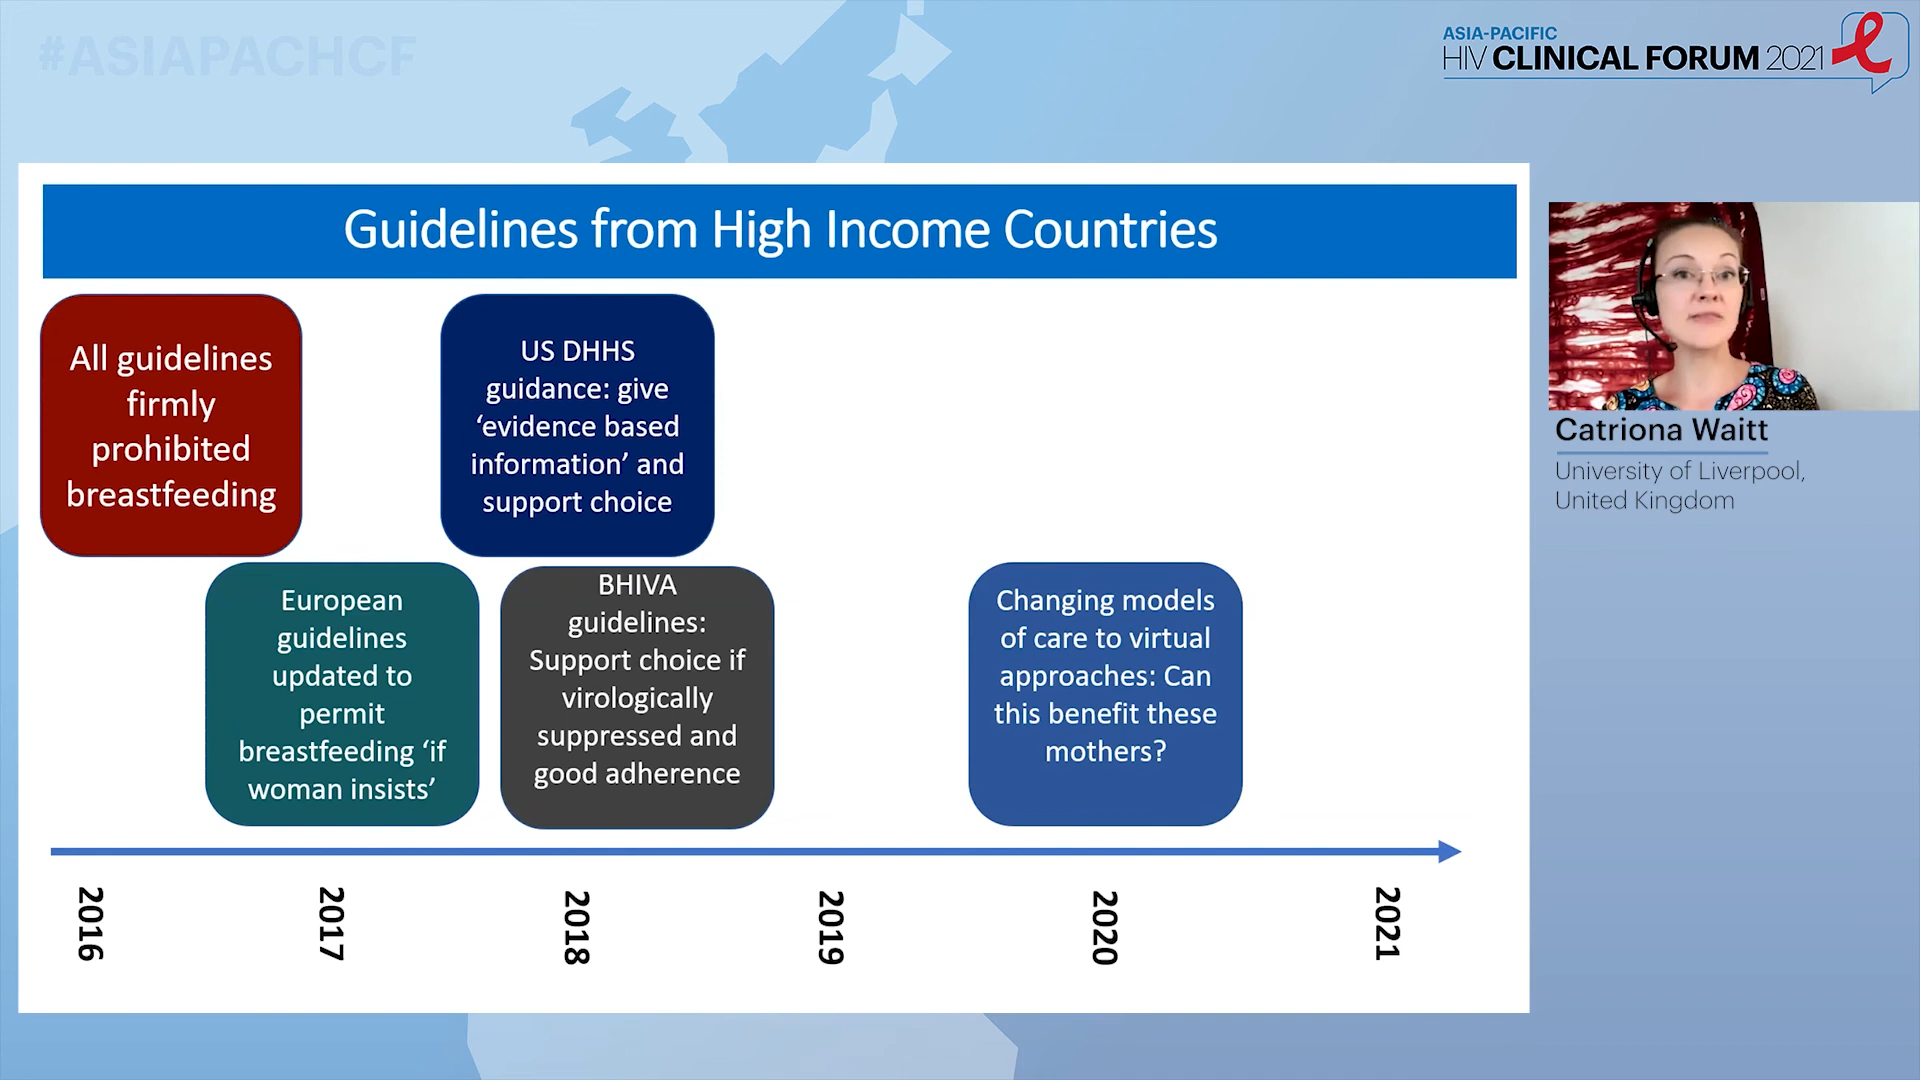 #ASIAPACHCF
ASIA-PACIFIC
HIV CLINICAL FORUM 2021
Guidelines from High Income Countries
All guidelines
firmly
prohibited
breastfeeding
US DHHS
guidance: give
‘evidence based
information’ and
support choice
European
guidelines
updated to
permit
breastfeeding ‘if
woman insists’
BHIVA
guidelines:
Support choice if
virologically
suppressed and
good adherence
Changing models
of care to virtual
approaches: Can
this benefit these
mothers?
2016
2017
2018
2019
2020
2021
Catriona Waitt
University of Liverpool,
United Kingdom